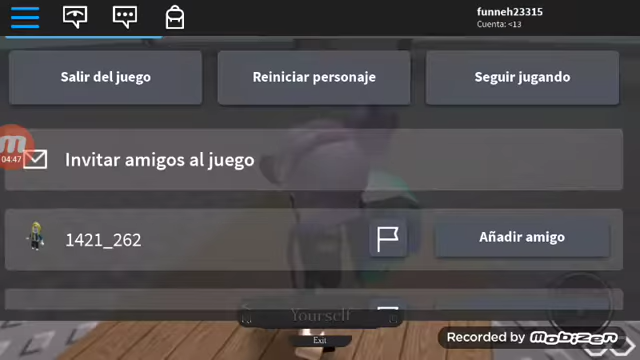 funneh23315
Cuenta: <13
Salir del juego
Reiniciar personaje
Seguir jugando
04:47
Invitar amigos al juego
1421_262
Añadir amigo
Yourself
Exit
Recorded by Mobizen